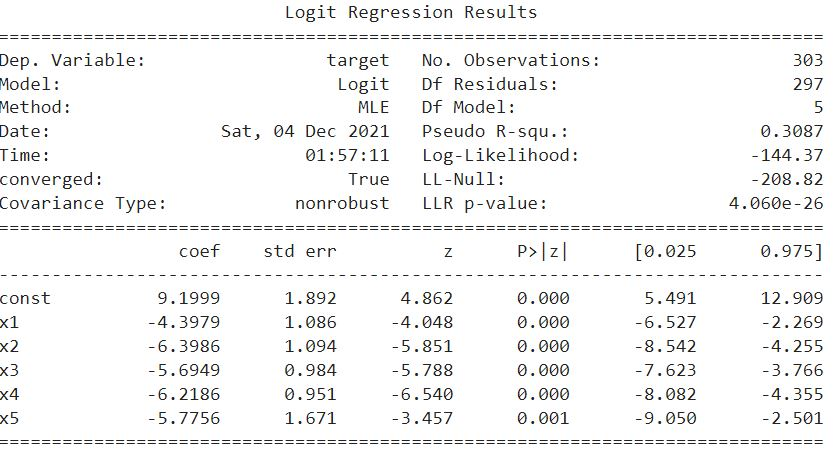 Logit Regression Results
==============================================================================
Dep. Variable: target No. Observations: 303
Model: Logit Df Residuals: 297
Method: MLE Df Model: 5
Date: Sat, 04 Dec 2021 Pseudo R-squ.: 0.3087
Time: 01:57:11 Log-Likelihood: -144.37
converged: True LL-Null: -208.82
Covariance Type: nonrobust LLR p-value: 4.060e-26
==============================================================================
coef std err z P>|z| [0.025 0.975]
------------------------------------------------------------------------------
const 9.1999 1.892 4.862 0.000 5.491 12.909
x1 -4.3979 1.086 -4.048 0.000 -6.527 -2.269
x2 -6.3986 1.094 -5.851 0.000 -8.542 -4.255
x3 -5.6949 0.984 -5.788 0.000 -7.623 -3.766
x4 -6.2186 0.951 -6.540 0.000 -8.082 -4.355
x5 -5.7756 1.671 -3.457 0.001 -9.050 -2.501
==============================================================================